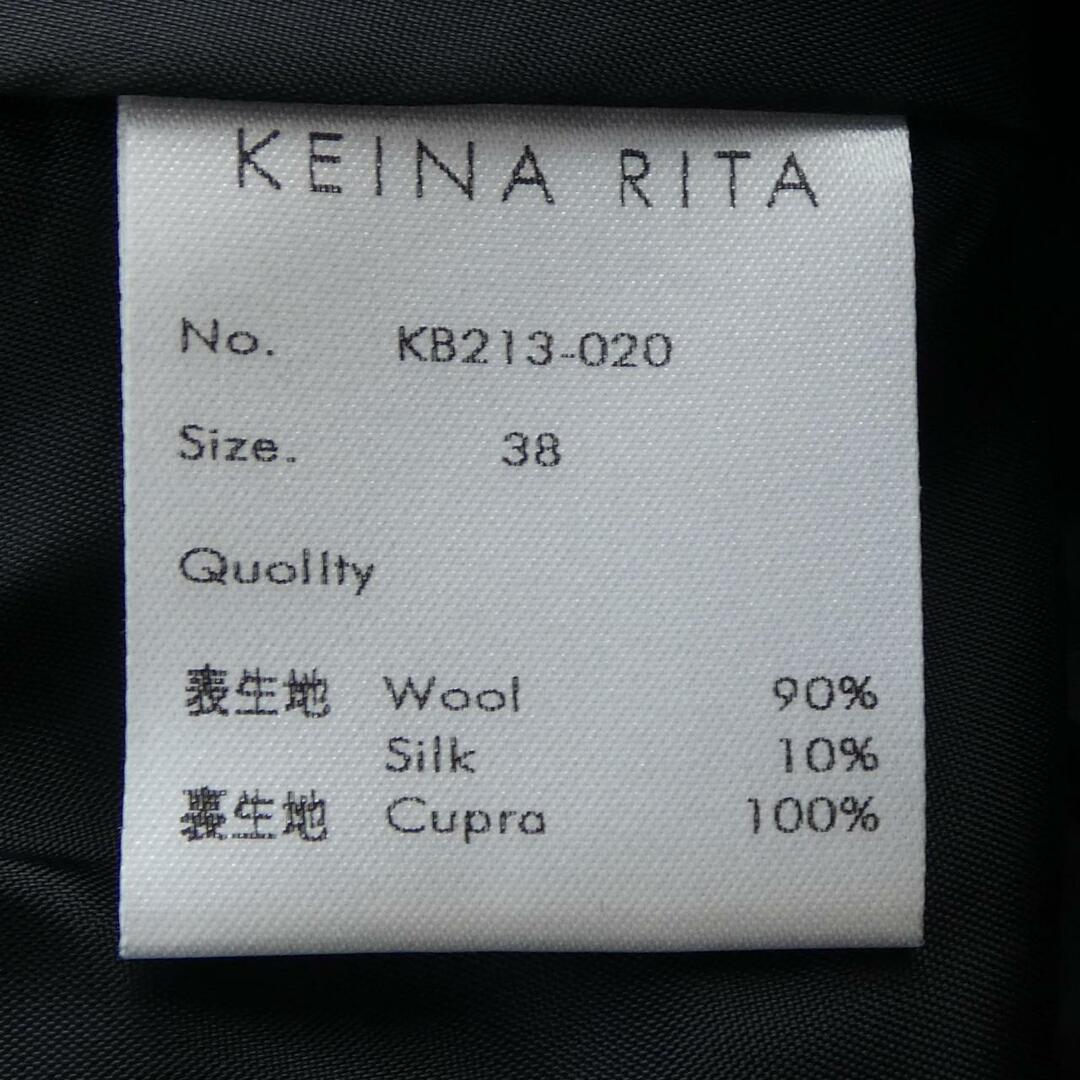 KEINA RITA
No. KB213-020
Size. 38
Quollty
表生地 Wool 90%
Silk 10%
裏生地 Cupra 100%